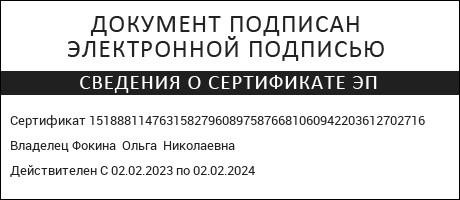 ДОКУМЕНТ ПОДПИСАН
ЭЛЕКТРОННОЙ ПОДПИСЬЮ
СВЕДЕНИЯ О СЕРТИФИКАТЕ ЭП
Сертификат 151888114763158279608975876681060942203612702716
Владелец Фокина Ольга Николаевна
Действителен С 02.02.2023 по 02.02.2024